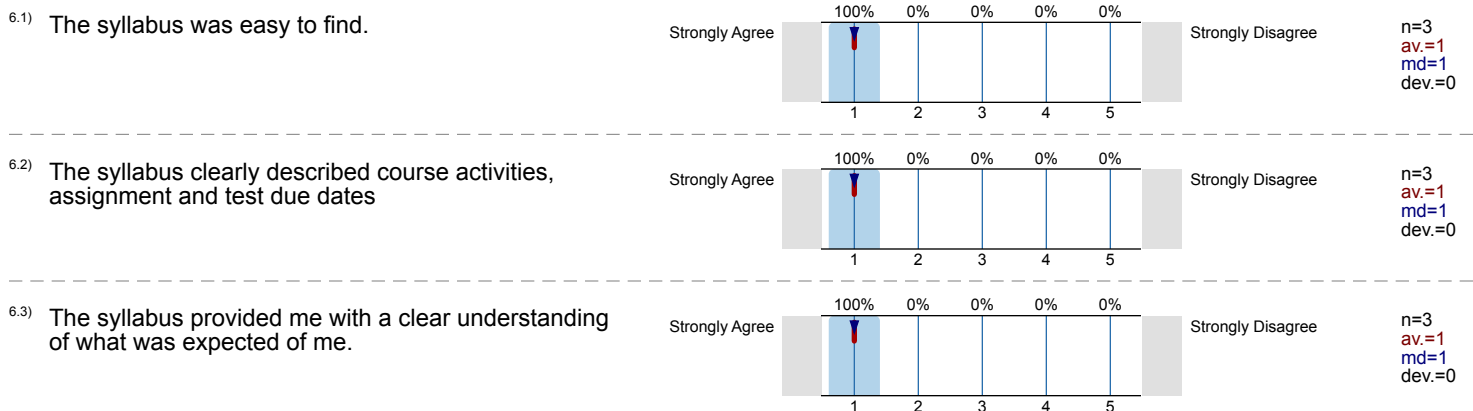 6.1) The syllabus was easy to find.
100% 0% 0% 0% 0%
Strongly Agree Strongly Disagree
1 2 3 4 5
n=3
av.=1
md=1
dev.=0
6.2) The syllabus clearly described course activities,
assignment and test due dates
100% 0% 0% 0% 0%
Strongly Agree Strongly Disagree
1 2 3 4 5
n=3
av.=1
md=1
dev.=0
6.3) The syllabus provided me with a clear understanding
of what was expected of me.
100% 0% 0% 0% 0%
Strongly Agree Strongly Disagree
1 2 3 4 5
n=3
av.=1
md=1
dev.=0